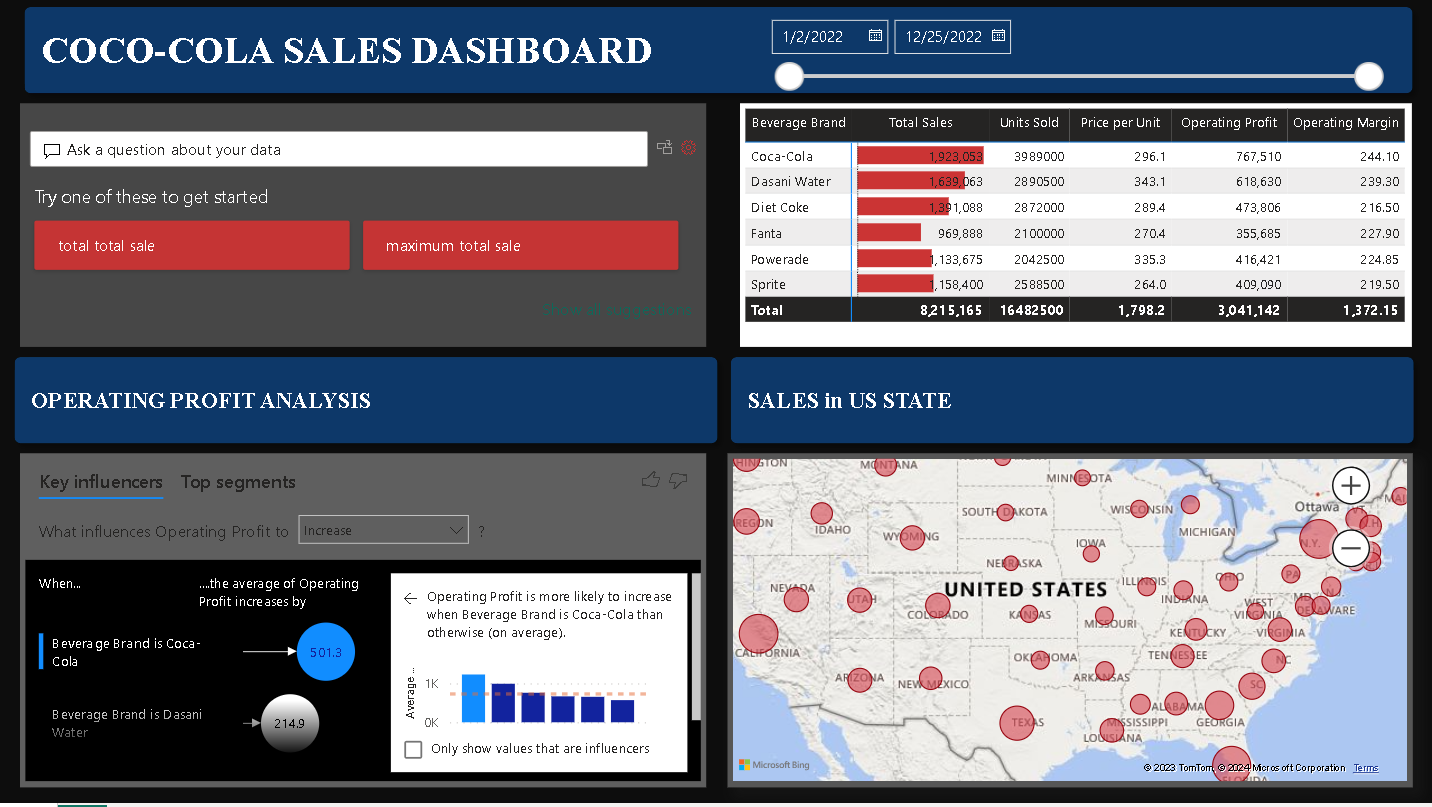 COCO-COLA SALES DASHBOARD
1/2/2022 12/25/2022
Ask a question about your data
Try one of these to get started
total total sale maximum total sale
Beverage Brand Total Sales Units Sold Price per Unit Operating Profit Operating Margin
Coca-Cola 1,923,053 3989000 296.1 767,510 244.10
Dasani Water 1,639,063 2890500 343.1 618,630 239.30
Diet Coke 1,391,088 2872000 289.4 473,806 216.50
Fanta 969,888 2100000 270.4 355,685 227.90
Powerade 1,133,675 2042500 335.3 416,421 224.85
Sprite 1,158,400 2588500 264.0 409,090 219.50
Total 8,215,165 16482500 1,798.2 3,041,142 1,372.15
OPERATING PROFIT ANALYSIS
SALES in US STATE
Key influencers Top segments
What influences Operating Profit to Increase ?
When...
....the average of Operating
Profit increases by
Beverage Brand is Coca-
Cola
501.3
Beverage Brand is Dasani
Water
214.9
Operating Profit is more likely to increase
when Beverage Brand is Coca-Cola than
otherwise (on average).
Average ...
1K
0K
Only show values that are influencers
MONTANA
MINNESOTA
Ottawa
IDAHO
SOUTH DAKOTA
WISCONSIN
WYOMING
MICHIGAN
N.Y.
IOWA
NEBRASKA
PA
NEVADA
UTAH
UNITED STATES
ILLINOIS
OHIO
INDIANA
MD
DELAWARE
COLORADO
KANSAS
MISSOURI
WEST
VIRGINIA
KENTUCKY
VIRGINIA
CALIFORNIA
OKLAHOMA
TENNESSEE
NC
ARIZONA
NEW MEXICO
ARKANSAS
SC
ALABAMA
MISSISSIPPI
GEORGIA
TEXAS
LOUISIANA
FLORIDA
Microsoft Bing
© 2023 TomTom, © 2024 Microsoft Corporation Terms